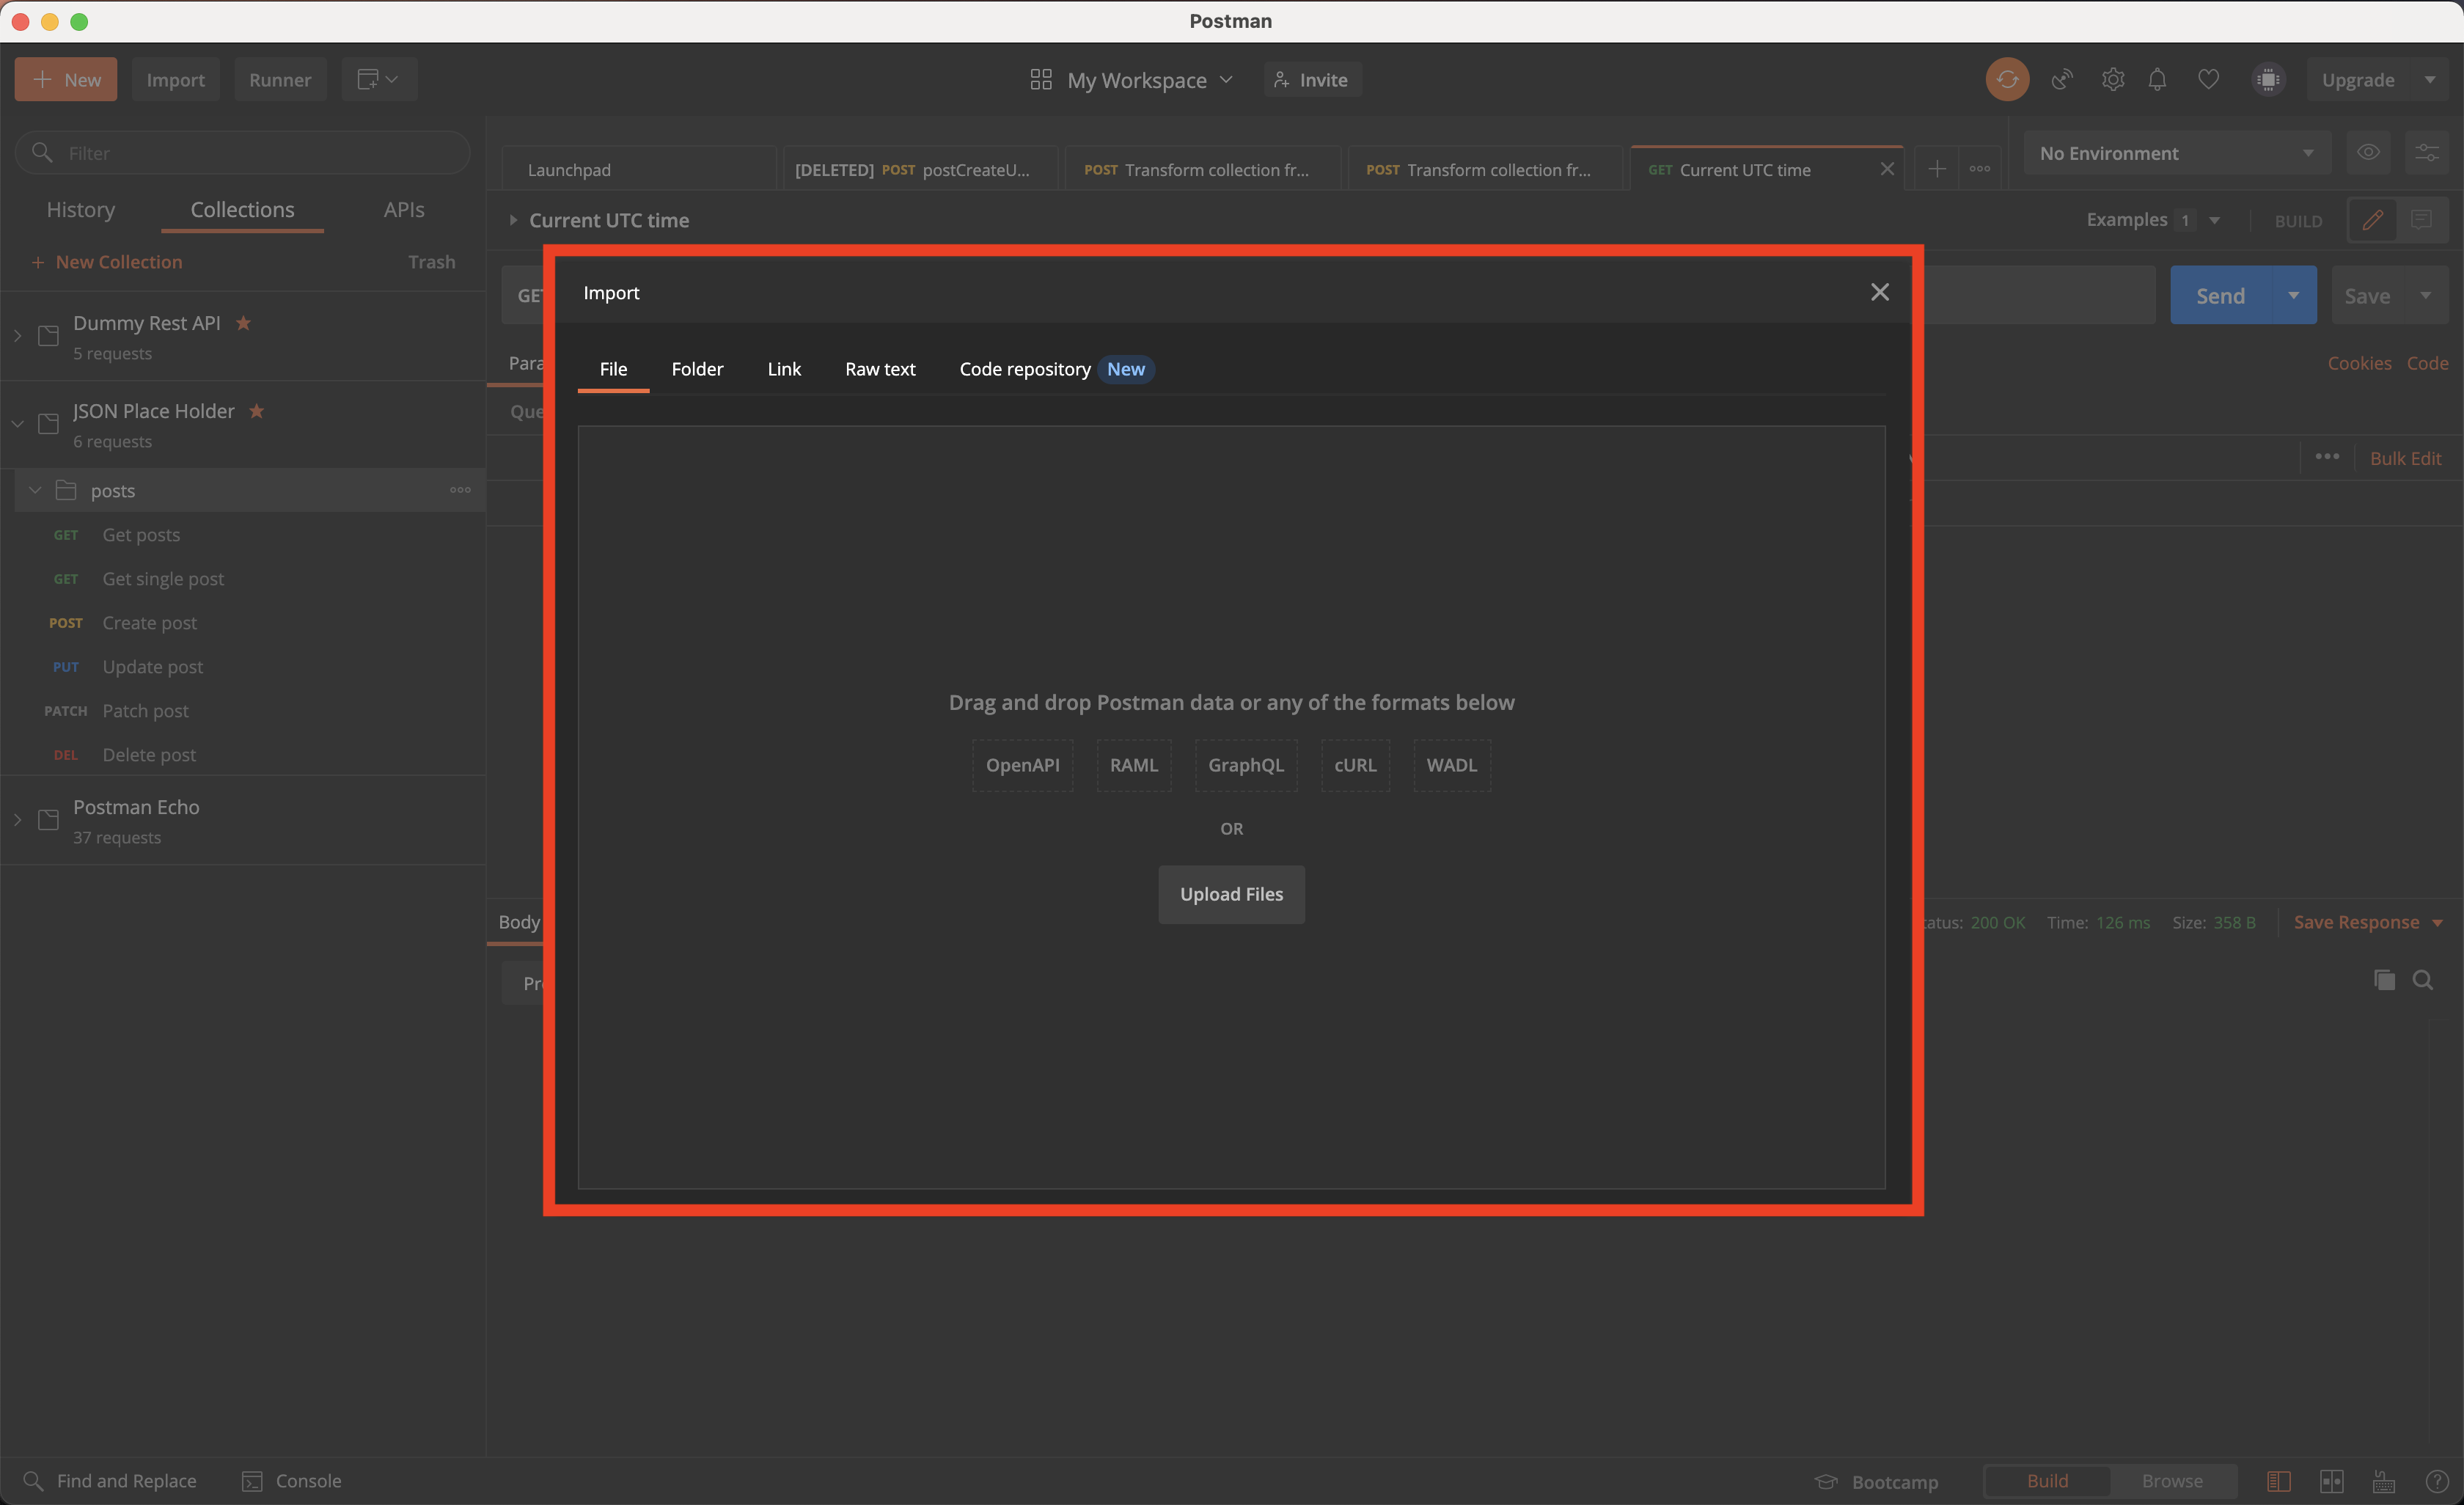 Postman
New Import Runner
My Workspace Invite
Upgrade
Filter
History Collections APIs
+ New Collection Trash
Dummy Rest API
5 requests
JSON Place Holder
6 requests
posts
GET Get posts
GET Get single post
POST Create post
PUT Update post
PATCH Patch post
DEL Delete post
Postman Echo
37 requests
Launchpad
[DELETED] POST postCreateU...
POST Transform collection fr...
POST Transform collection fr...
GET Current UTC time
No Environment
Current UTC time
Examples 1 BUILD
Send Save
Cookies Code
Bulk Edit
Import
File Folder Link Raw text Code repository New
Drag and drop Postman data or any of the formats below
OpenAPI RAML GraphQL cURL WADL
OR
Upload Files
Body
200 OK Time: 126 ms Size: 358 B Save Response
Find and Replace Console
Bootcamp Build Browse